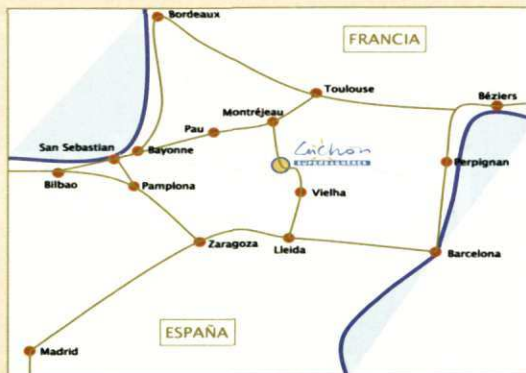 Bordeaux
FRANCIA
Toulouse
Béziers
Montréjeau
Pau
San Sebastian
Bayonne
Luchon
SUPERBAGNERES
Perpignan
Bilbao
Pamplona
Vielha
Zaragoza
Lleida
Barcelona
ESPAÑA
Madrid